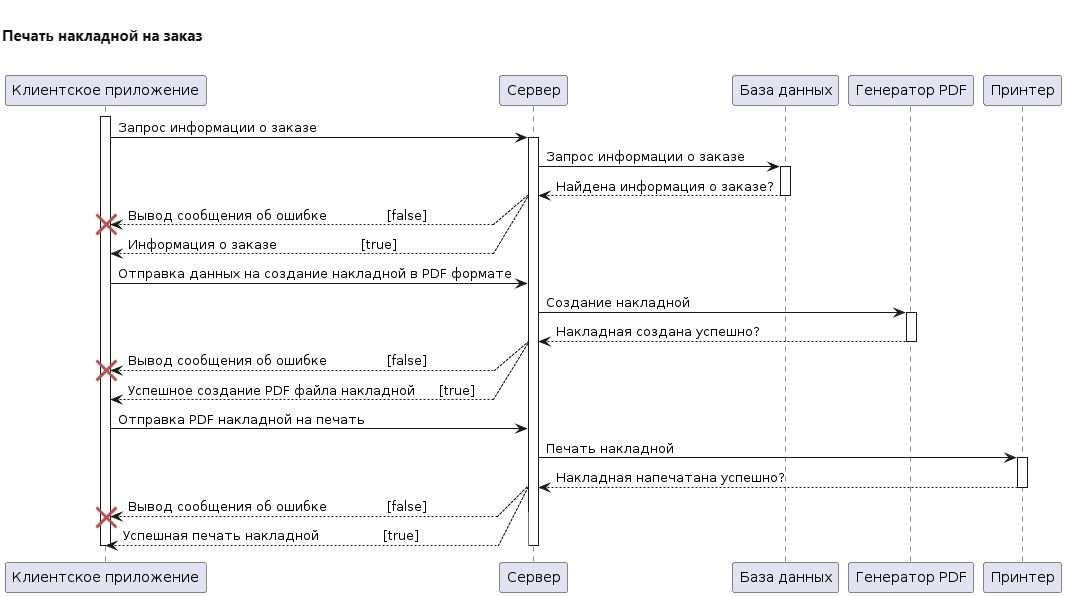 Печать накладной на заказ
Клиентское приложение
Сервер
База данных
Генератор PDF
Принтер
Запрос информации о заказе
Запрос информации о заказе
Найдена информация о заказе?
Вывод сообщения об ошибке [false]
Информация о заказе [true]
Отправка данных на создание накладной в PDF формате
Создание накладной
Накладная создана успешно?
Вывод сообщения об ошибке [false]
Успешное создание PDF файла накладной [true]
Отправка PDF накладной на печать
Печать накладной
Накладная напечатана успешно?
Вывод сообщения об ошибке [false]
Успешная печать накладной [true]
Клиентское приложение
Сервер
База данных
Генератор PDF
Принтер